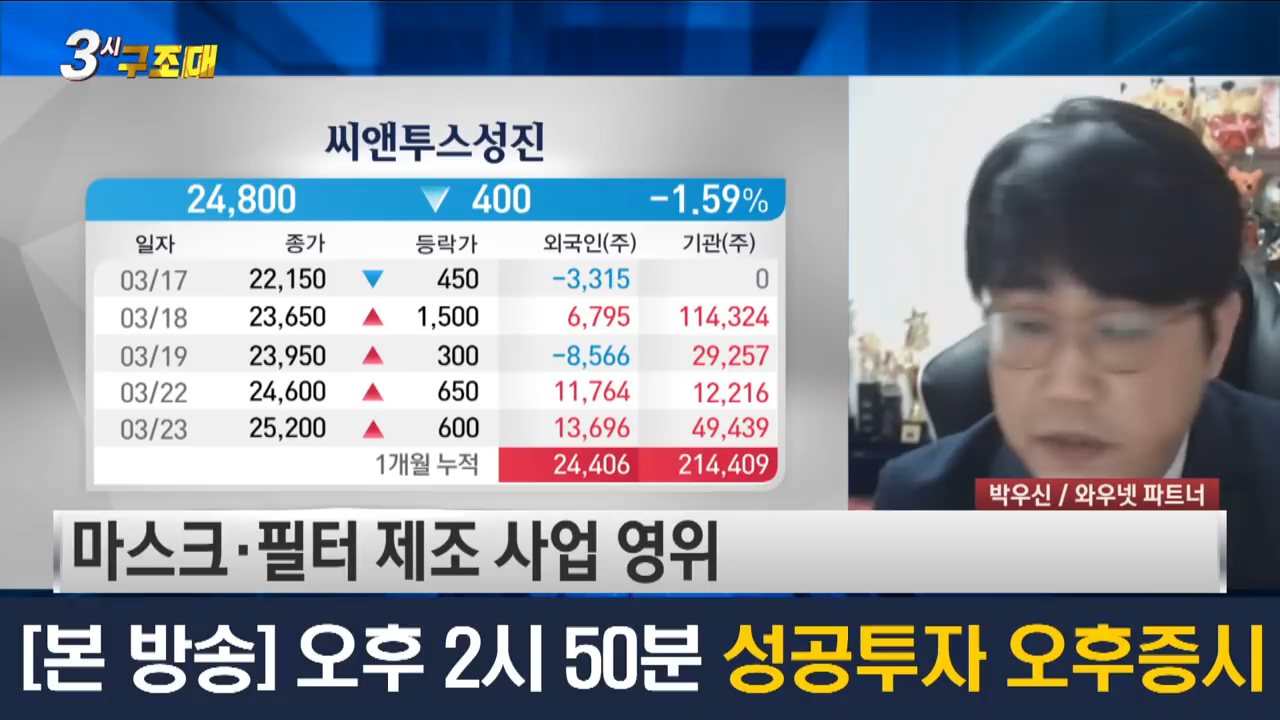 3시 구조대
씨앤투스성진
24,800 ▼ 400 -1.59%
일자 종가 등락가 외국인(주) 기관(주)
03/17 22,150 ▼ 450 -3,315 0
03/18 23,650 ▲ 1,500 6,795 114,324
03/19 23,950 ▲ 300 -8,566 29,257
03/22 24,600 ▲ 650 11,764 12,216
03/23 25,200 ▲ 600 13,696 49,439
1개월 누적 24,406 214,409
박우신 / 와우넷 파트너
마스크·필터 제조 사업 영위
[본 방송] 오후 2시 50분 성공투자 오후증시